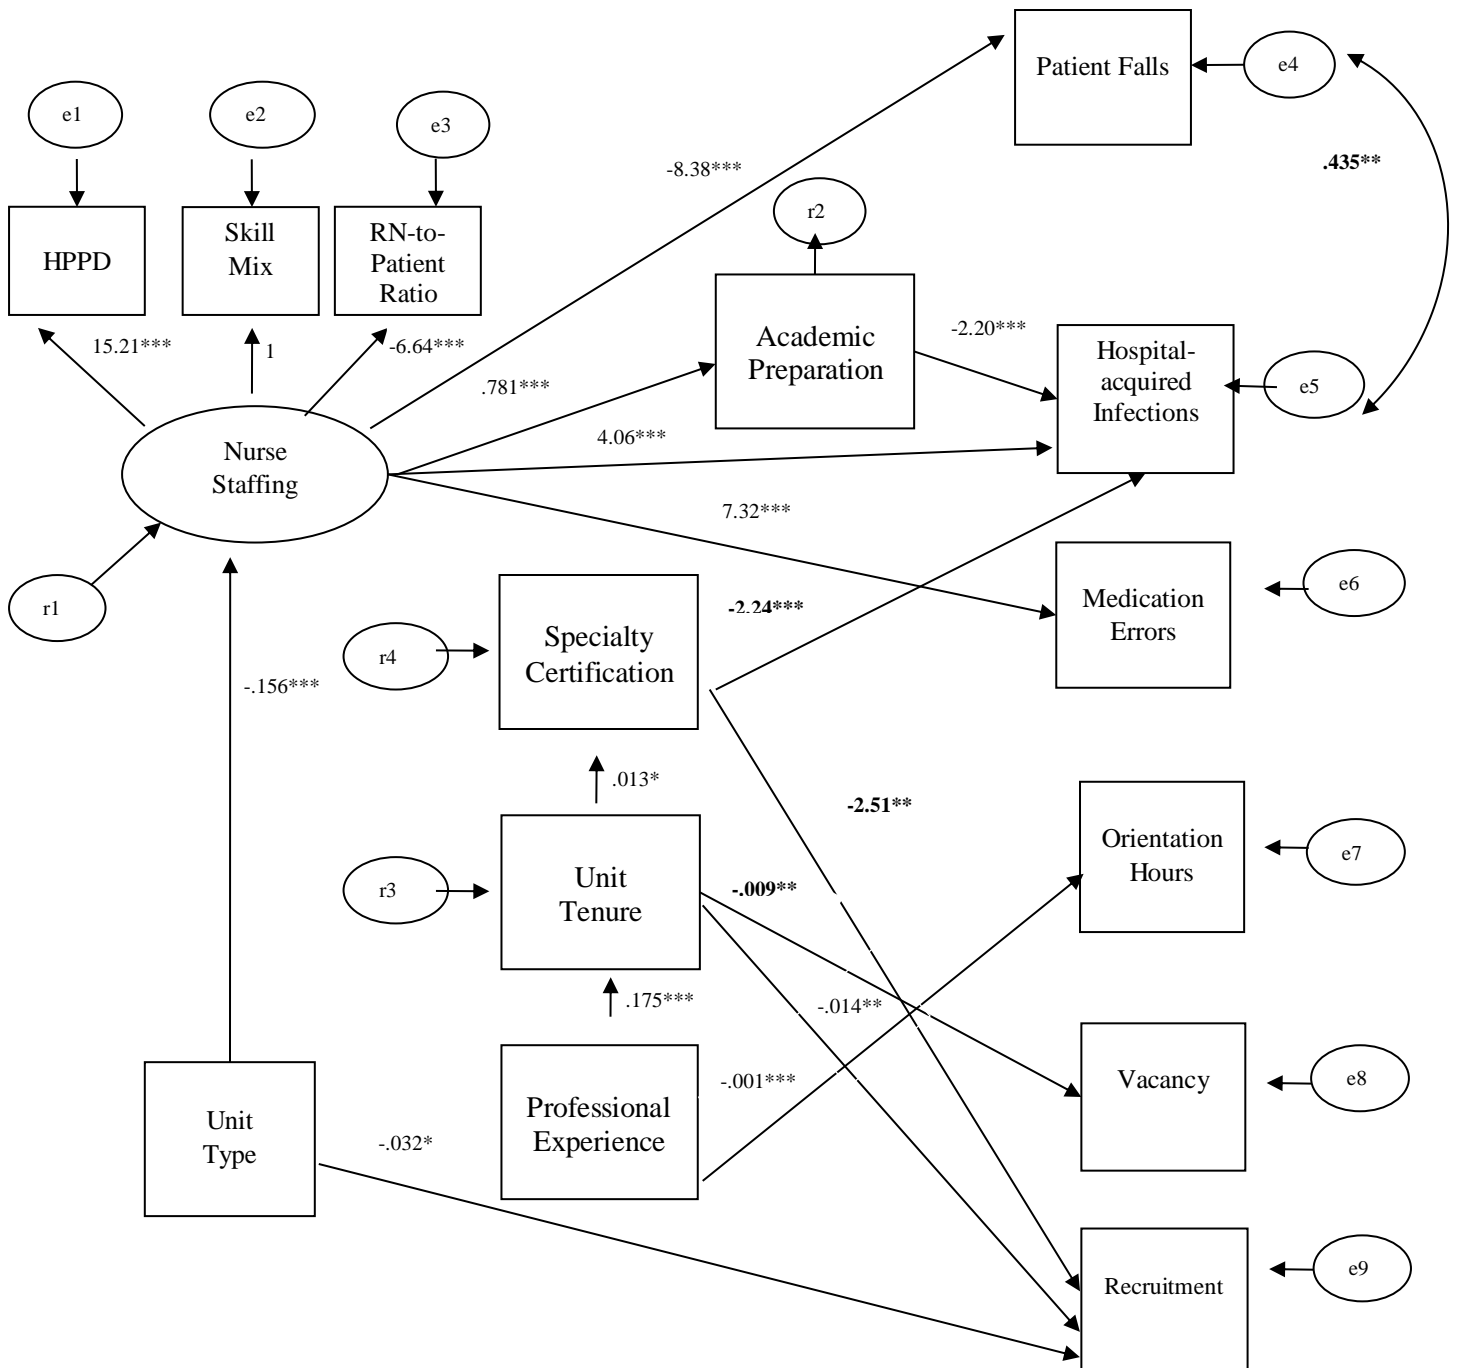 Patient Falls
e4
e1
e2
e3
.435**
-8.38***
r2
HPPD
Skill
Mix
RN-to-
Patient
Ratio
15.21***
1
-6.64***
Academic
Preparation
-2.20***
Hospital-
acquired
Infections
e5
.781***
4.06***
Nurse
Staffing
7.32***
r1
Specialty
Certification
r4
-2.24***
Medication
Errors
e6
-.156***
.013*
-2.51**
Orientation
Hours
e7
Unit
Tenure
r3
-.009**
.175***
-.014**
Professional
Experience
-.001***
Vacancy
e8
Unit
Type
-.032*
Recruitment
e9